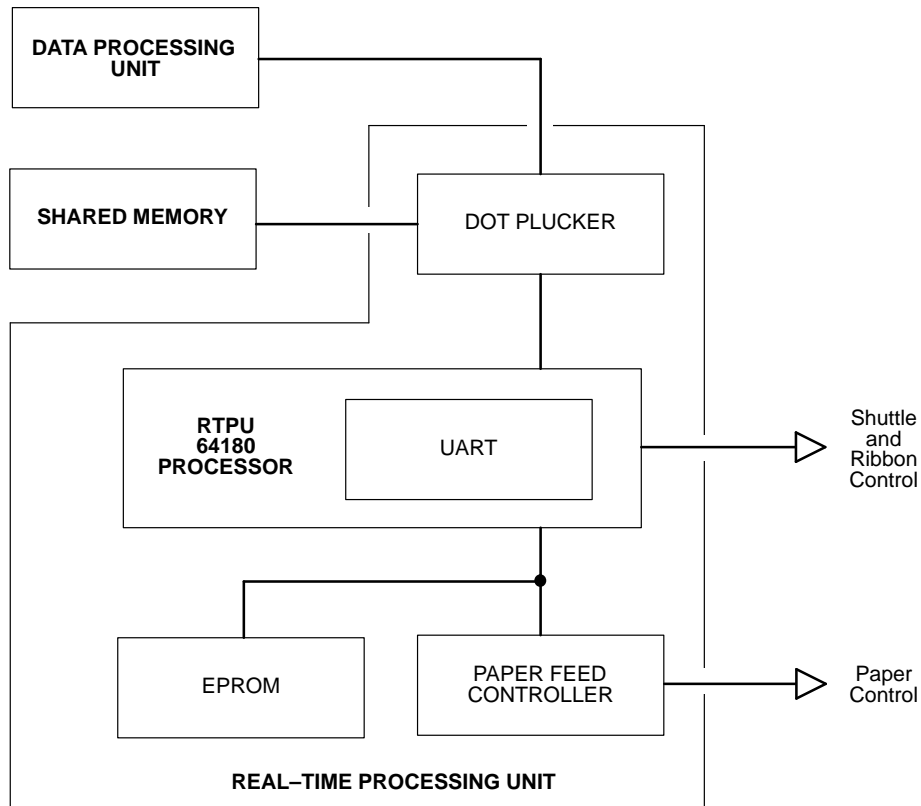 DATA PROCESSING
UNIT
SHARED MEMORY
DOT PLUCKER
RTPU
64180
PROCESSOR
UART
Shuttle
and
Ribbon
Control
EPROM
PAPER FEED
CONTROLLER
Paper
Control
REAL–TIME PROCESSING UNIT